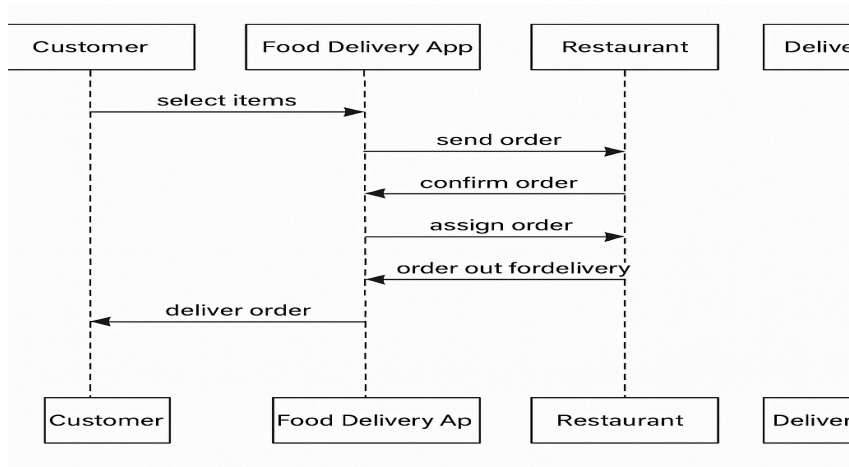 Customer
Food Delivery App
Restaurant
Delive
select items
send order
confirm order
assign order
order out fordelivery
deliver order
Customer
Food Delivery Ap
Restaurant
Deliver